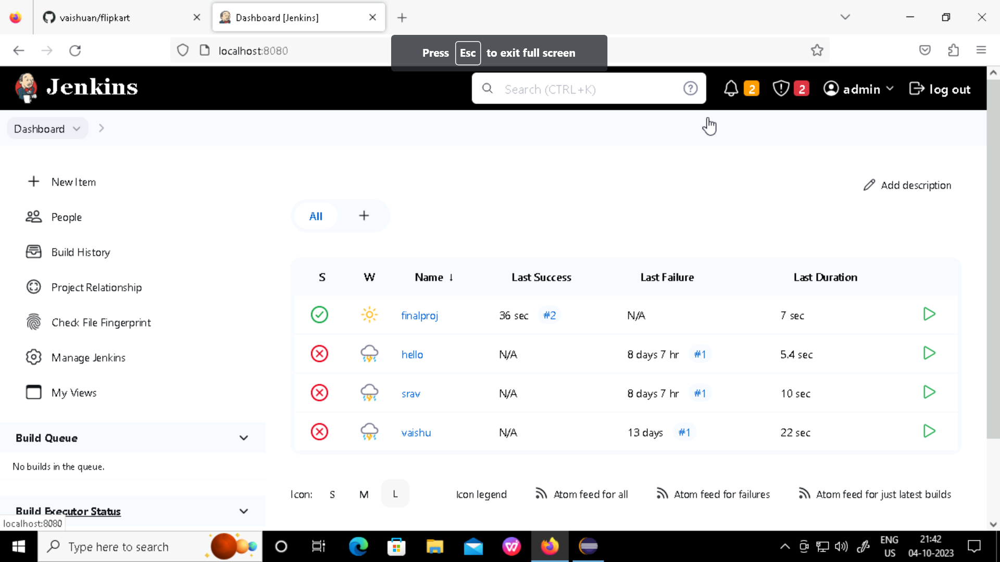 vaishuan/flipkart
Dashboard [Jenkins]
localhost:8080
Press Esc to exit full screen
Jenkins
Search (CTRL+K)
2
2
admin
log out
Dashboard
New Item
People
Build History
Project Relationship
Check File Fingerprint
Manage Jenkins
My Views
Build Queue
No builds in the queue.
Build Executor Status
localhost:8080
Add description
All
S W Name ↓ Last Success Last Failure Last Duration
finalproj 36 sec #2 N/A 7 sec
hello N/A 8 days 7 hr #1 5.4 sec
srav N/A 8 days 7 hr #1 10 sec
vaishu N/A 13 days #1 22 sec
Icon: S M L Icon legend Atom feed for all Atom feed for failures Atom feed for just latest builds
Type here to search
ENG
US
21:42
04-10-2023